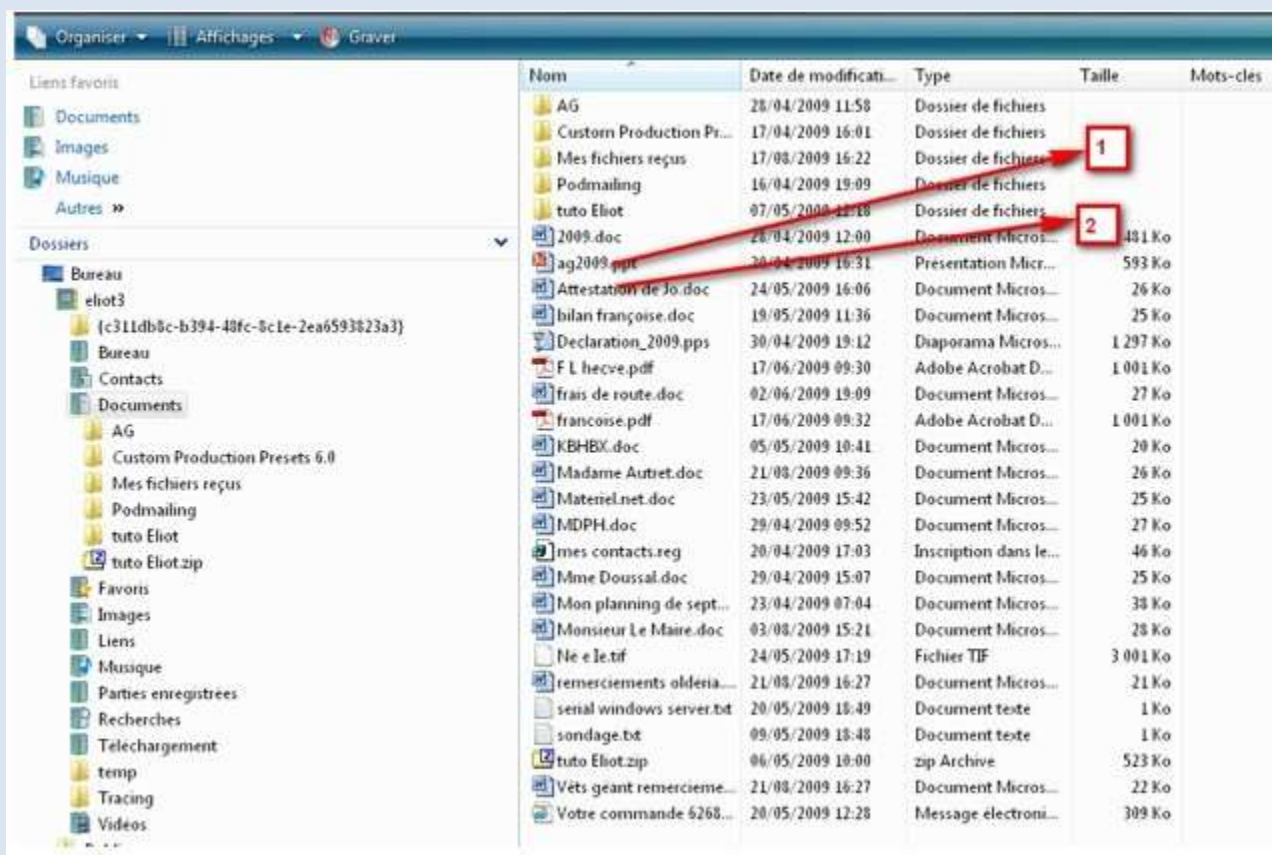 Organiser Affichages Graver
Liens favoris
Documents
Images
Musique
Autres »
Dossiers
Bureau
eliot3
{c311db8c-b394-48fc-8c1e-2ea6593823a3}
Bureau
Contacts
Documents
AG
Custom Production Presets 6.0
Mes fichiers reçus
Podmailing
tuto Eliot
tuto Eliot.zip
Favoris
Images
Liens
Musique
Parties enregistrées
Recherches
Téléchargement
temp
Tracing
Vidéos
Nom Date de modificati... Type Taille Mots-clés
AG 28/04/2009 11:58 Dossier de fichiers
Custom Production Pr... 17/04/2009 16:01 Dossier de fichiers
Mes fichiers reçus 17/08/2009 16:22 Dossier de fichiers
1
Podmailing 16/04/2009 19:09 Dossier de fichiers
tuto Eliot Dossier de fichiers
2
2009.doc 28/04/2009 12:00 Document Micros... 481 Ko
ag2009.ppt 16:31 Présentation Micr... 593 Ko
Attestation de Jo.doc 24/05/2009 16:06 Document Micros... 26 Ko
bilan françoise.doc 19/05/2009 11:36 Document Micros... 25 Ko
Declaration_2009.pps 30/04/2009 19:12 Diaporama Micros... 1 297 Ko
F L hecve.pdf 17/06/2009 09:30 Adobe Acrobat D... 1 001 Ko
frais de route.doc 02/06/2009 19:09 Document Micros... 27 Ko
francoise.pdf 17/06/2009 09:32 Adobe Acrobat D... 1 001 Ko
KBHBX.doc 05/05/2009 10:41 Document Micros... 20 Ko
Madame Autret.doc 21/08/2009 09:36 Document Micros... 26 Ko
Materiel.net.doc 23/05/2009 15:42 Document Micros... 25 Ko
MDPH.doc 29/04/2009 09:52 Document Micros... 27 Ko
mes contacts.reg 20/04/2009 17:03 Inscription dans le... 46 Ko
Mme Doussal.doc 29/04/2009 15:07 Document Micros... 25 Ko
Mon planning de sept... 23/04/2009 07:04 Document Micros... 38 Ko
Monsieur Le Maire.doc 03/08/2009 15:21 Document Micros... 28 Ko
Ne e Ie.tif 24/05/2009 17:19 Fichier TIF 3 001 Ko
remerciements olderia.... 21/08/2009 16:27 Document Micros... 21 Ko
serial windows server.txt 20/05/2009 18:49 Document texte 1 Ko
sondage.txt 09/05/2009 18:48 Document texte 1 Ko
tuto Eliot.zip 06/05/2009 10:00 zip Archive 523 Ko
Vêts géant remercieme... 21/08/2009 16:27 Document Micros... 22 Ko
Votre commande 6268... 20/05/2009 12:28 Message électroni... 309 Ko